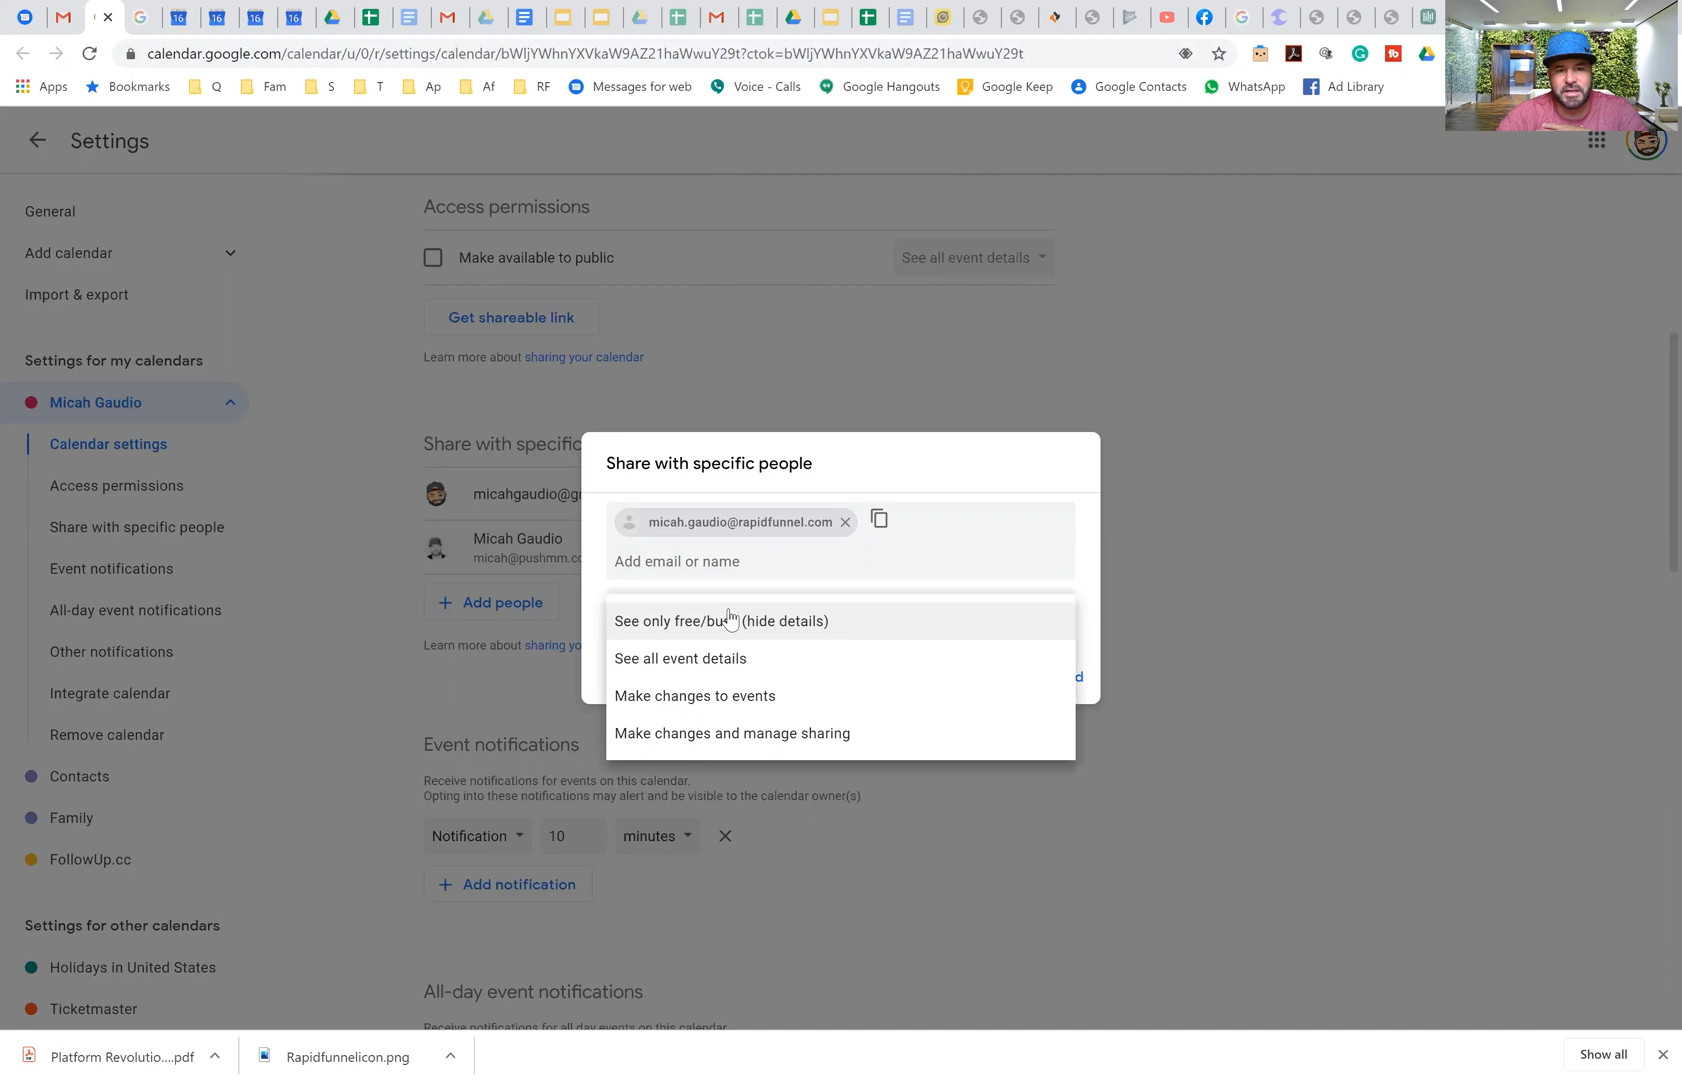 calendar.google.com/calendar/u/0/r/settings/calendar/bWljYWhnYXVkaW9AZ21haWwuY29t?ctok=bWljYWhnYXVkaW9AZ21haWwuY29t
Apps
Bookmarks
Q
Fam
S
T
Ap
Af
RF
Messages for web
Voice - Calls
Google Hangouts
Google Keep
Google Contacts
WhatsApp
Ad Library
Settings
General
Add calendar
Import & export
Settings for my calendars
Micah Gaudio
Calendar settings
Access permissions
Share with specific people
Event notifications
All-day event notifications
Other notifications
Integrate calendar
Remove calendar
Contacts
Family
FollowUp.cc
Settings for other calendars
Holidays in United States
Ticketmaster
Access permissions
Make available to public
See all event details
Get shareable link
Learn more about sharing your calendar
Share with specific
micahgaudio@g
Micah Gaudio
micah@pushmm.c
+ Add people
Learn more about sharing yo
Share with specific people
micah.gaudio@rapidfunnel.com
Add email or name
See only free/bu (hide details)
See all event details
Make changes to events
Make changes and manage sharing
d
Event notifications
Receive notifications for events on this calendar.
Opting into these notifications may alert and be visible to the calendar owner(s)
Notification
10
minutes
+ Add notification
All-day event notifications
Receive notifications for all day events on this calendar
Platform Revolutio....pdf
Rapidfunnelicon.png
Show all